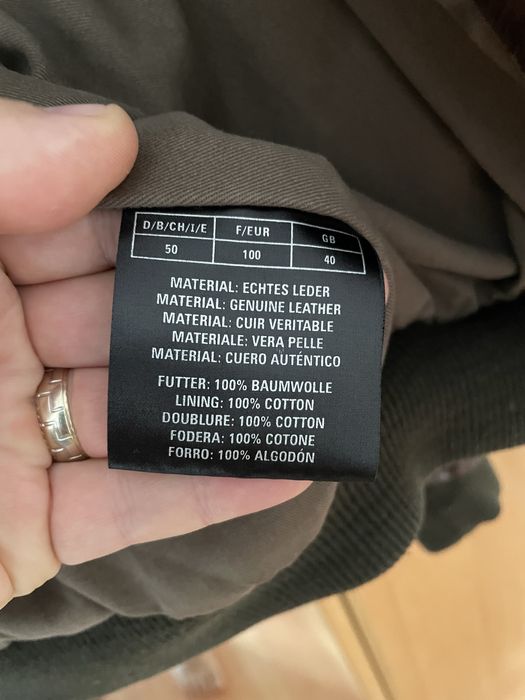 D/B/CH/I/E F/EUR GB
50 100 40
MATERIAL: ECHTES LEDER
MATERIAL: GENUINE LEATHER
MATERIAL: CUIR VERITABLE
MATERIALE: VERA PELLE
MATERIAL: CUERO AUTÉNTICO
FUTTER: 100% BAUMWOLLE
LINING: 100% COTTON
DOUBLURE: 100% COTTON
FODERA: 100% COTONE
FORRO: 100% ALGODÓN